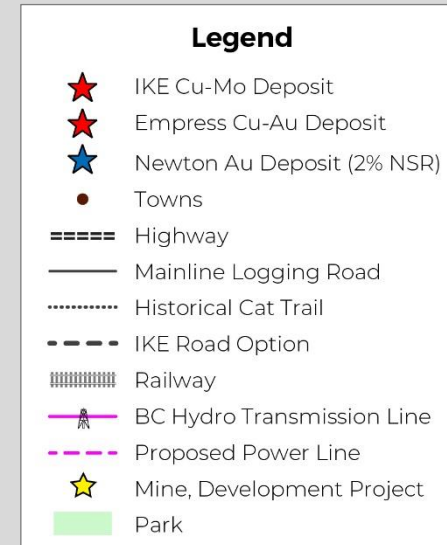 Legend
IKE Cu-Mo Deposit
Empress Cu-Au Deposit
Newton Au Deposit (2% NSR)
Towns
Highway
Mainline Logging Road
Historical Cat Trail
IKE Road Option
Railway
BC Hydro Transmission Line
Proposed Power Line
Mine, Development Project
Park